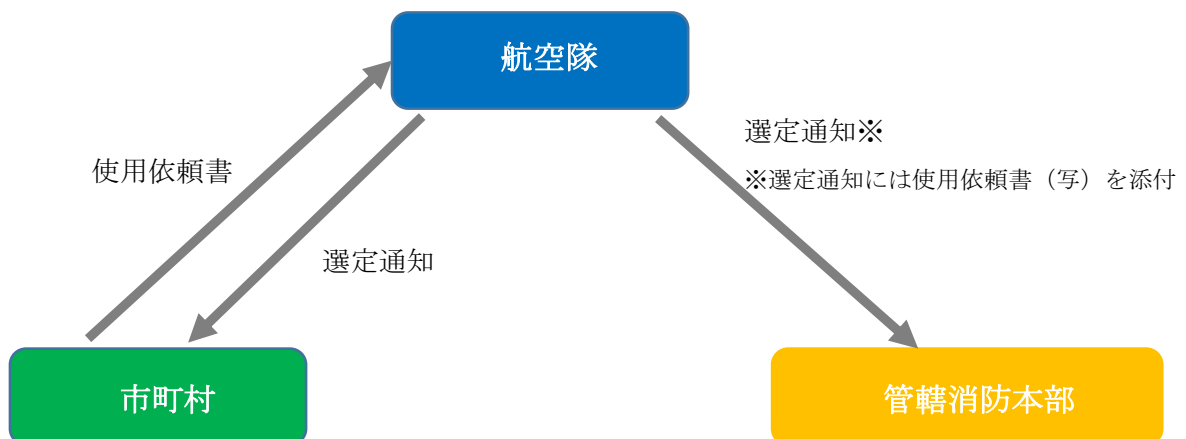 航空隊
選定通知※
使用依頼書
※選定通知には使用依頼書（写）を添付
選定通知
市町村
管轄消防本部